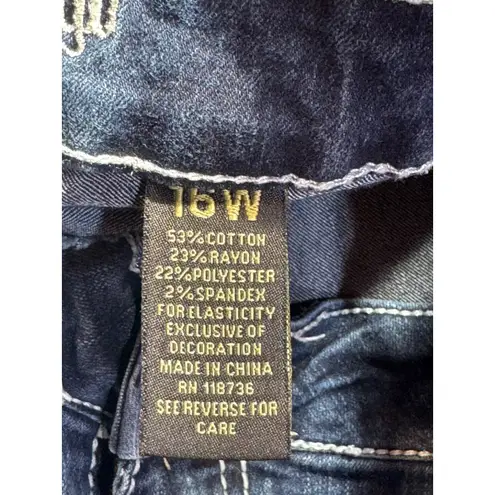 16W
53% COTTON
23% RAYON
22% POLYESTER
2% SPANDEX
FOR ELASTICITY
EXCLUSIVE OF
DECORATION
MADE IN CHINA
RN 118736
SEE REVERSE FOR
CARE